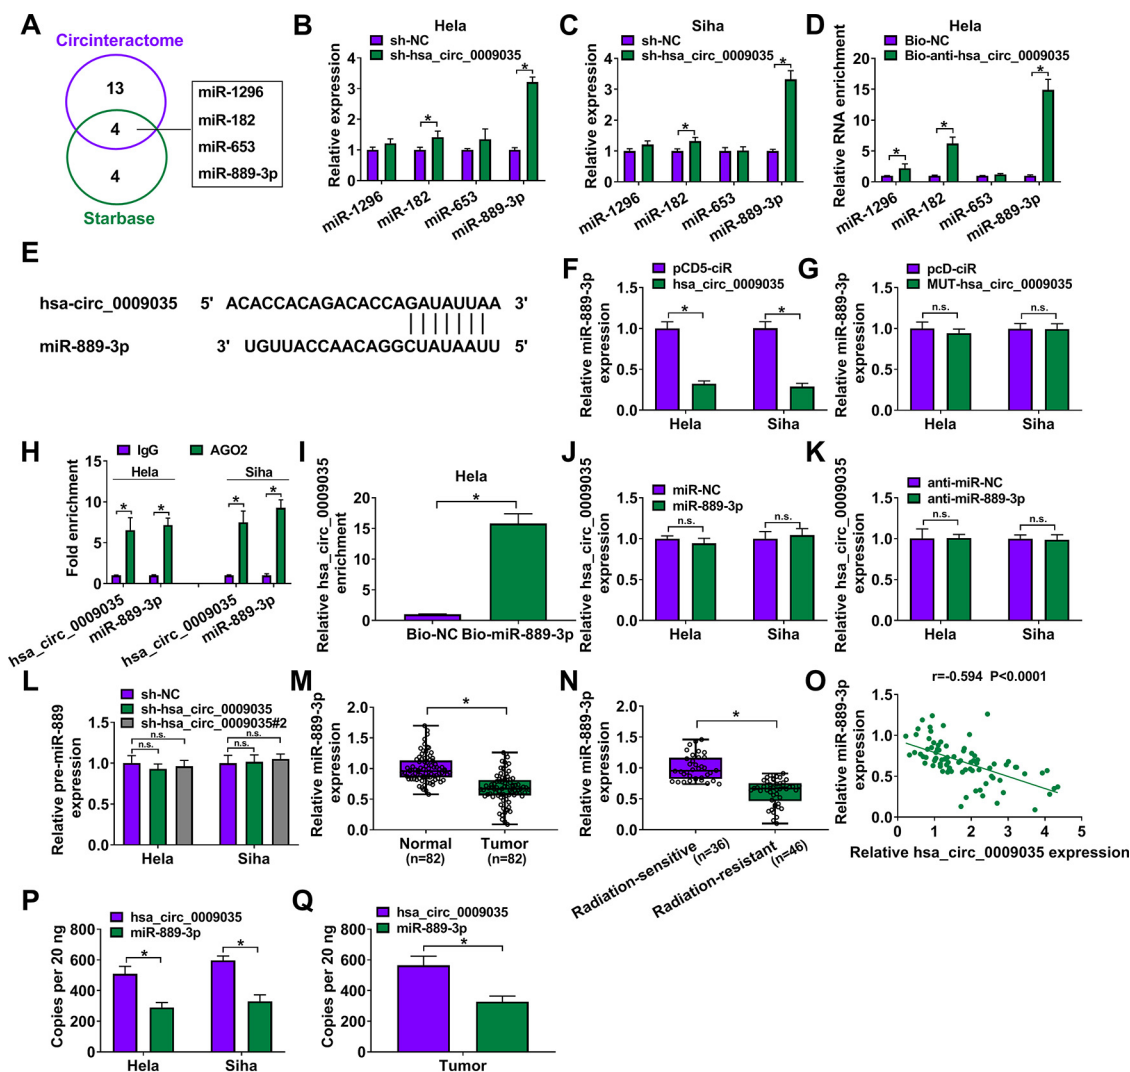 A
Circinteractome
13
4
4
Starbase
miR-1296
miR-182
miR-653
miR-889-3p
B
Hela
sh-NC
sh-hsa_circ_0009035
Relative expression
4
3
2
1
0
*
*
miR-1296
miR-182
miR-653
miR-889-3p
C
Siha
sh-NC
sh-hsa_circ_0009035
Relative expression
4
3
2
1
0
*
*
miR-1296
miR-182
miR-653
miR-889-3p
D
Hela
Bio-NC
Bio-anti-hsa_circ_0009035
Relative RNA enrichment
20
15
10
5
0
*
*
*
miR-1296
miR-182
miR-653
miR-889-3p
E
hsa-circ_0009035 5' ACACCACAGACACCAGAUAUUAA 3'
miR-889-3p 3' UGUUACCAACAGGCUAUAAUU 5'
F
pCD5-ciR
hsa_circ_0009035
Relative miR-889-3p
expression
1.5
1.0
0.5
0.0
*
*
Hela
Siha
G
pcD-ciR
MUT-hsa_circ_0009035
Relative miR-889-3p
expression
1.5
1.0
0.5
0.0
n.s.
n.s.
Hela
Siha
H
IgG
AGO2
Hela
Siha
Fold enrichment
15
10
5
0
*
*
*
*
hsa_circ_0009035
miR-889-3p
hsa_circ_0009035
miR-889-3p
I
Hela
Relative hsa_circ_0009035
enrichment
20
15
10
5
0
*
Bio-NC
Bio-miR-889-3p
J
miR-NC
miR-889-3p
Relative hsa_circ_0009035
expression
1.5
1.0
0.5
0.0
n.s.
n.s.
Hela
Siha
K
anti-miR-NC
anti-miR-889-3p
Relative hsa_circ_0009035
expression
1.5
1.0
0.5
0.0
n.s.
n.s.
Hela
Siha
L
sh-NC
sh-hsa_circ_0009035
sh-hsa_circ_0009035#2
Relative pre-miR-889
expression
1.5
1.0
0.5
0.0
n.s.
n.s.
n.s.
n.s.
Hela
Siha
M
Relative miR-889-3p
expression
2.0
1.5
1.0
0.5
0.0
*
Normal
(n=82)
Tumor
(n=82)
N
Relative miR-889-3p
expression
2.0
1.5
1.0
0.5
0.0
*
Radiation-sensitive
(n=36)
Radiation-resistant
(n=46)
O
r=-0.594 P<0.0001
Relative miR-889-3p
expression
1.5
1.0
0.5
0.0
0
1
2
3
4
5
Relative hsa_circ_0009035 expression
P
hsa_circ_0009035
miR-889-3p
Copies per 20 ng
800
600
400
200
0
*
*
Hela
Siha
Q
hsa_circ_0009035
miR-889-3p
Copies per 20 ng
800
600
400
200
0
*
Tumor